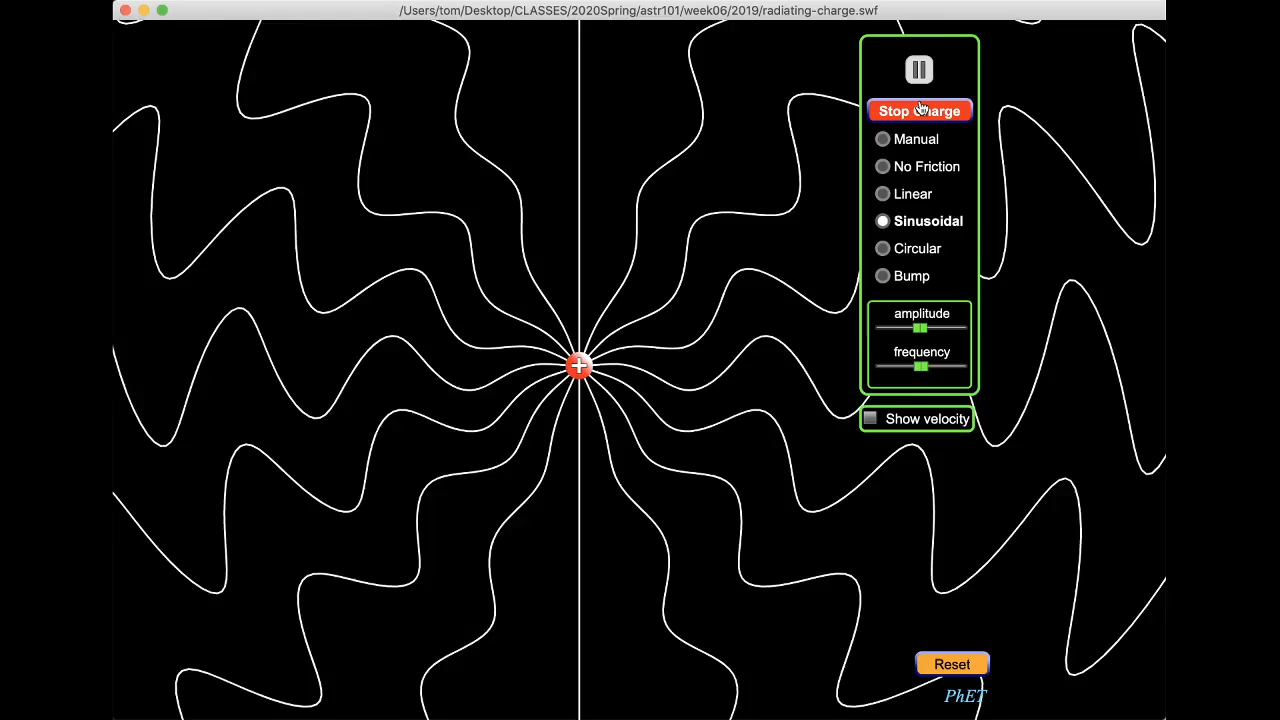 /Users/tom/Desktop/CLASSES/2020Spring/astr101/week06/2019/radiating-charge.swf
Stop Charge
Manual
No Friction
Linear
Sinusoidal
Circular
Bump
amplitude
frequency
Show velocity
+
Reset
PhET